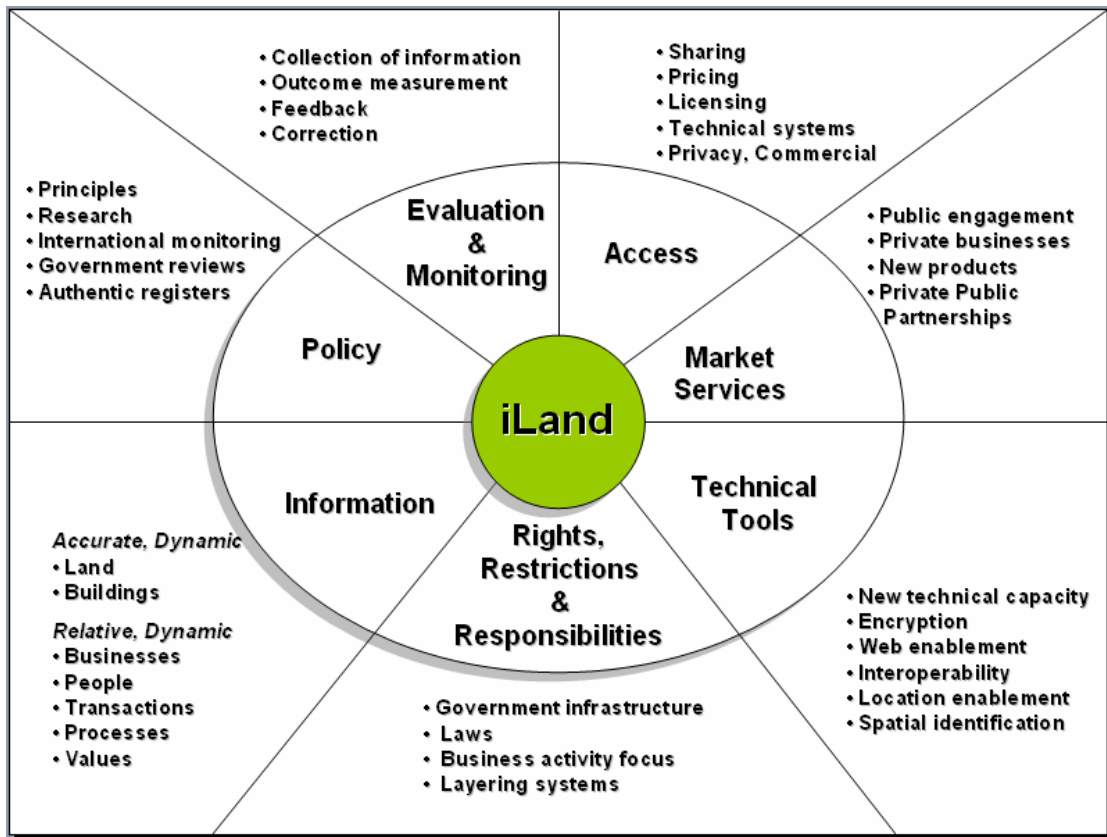 • Collection of information
• Outcome measurement
• Feedback
• Correction
• Sharing
• Pricing
• Licensing
• Technical systems
• Privacy, Commercial
• Principles
• Research
• International monitoring
• Government reviews
• Authentic registers
Evaluation
&
Monitoring
Access
• Public engagement
• Private businesses
• New products
• Private Public
Partnerships
Policy
Market
Services
iLand
Information
Technical
Tools
Rights,
Restrictions
&
Responsibilities
Accurate, Dynamic
• Land
• Buildings
Relative, Dynamic
• Businesses
• People
• Transactions
• Processes
• Values
• Government infrastructure
• Laws
• Business activity focus
• Layering systems
• New technical capacity
• Encryption
• Web enablement
• Interoperability
• Location enablement
• Spatial identification